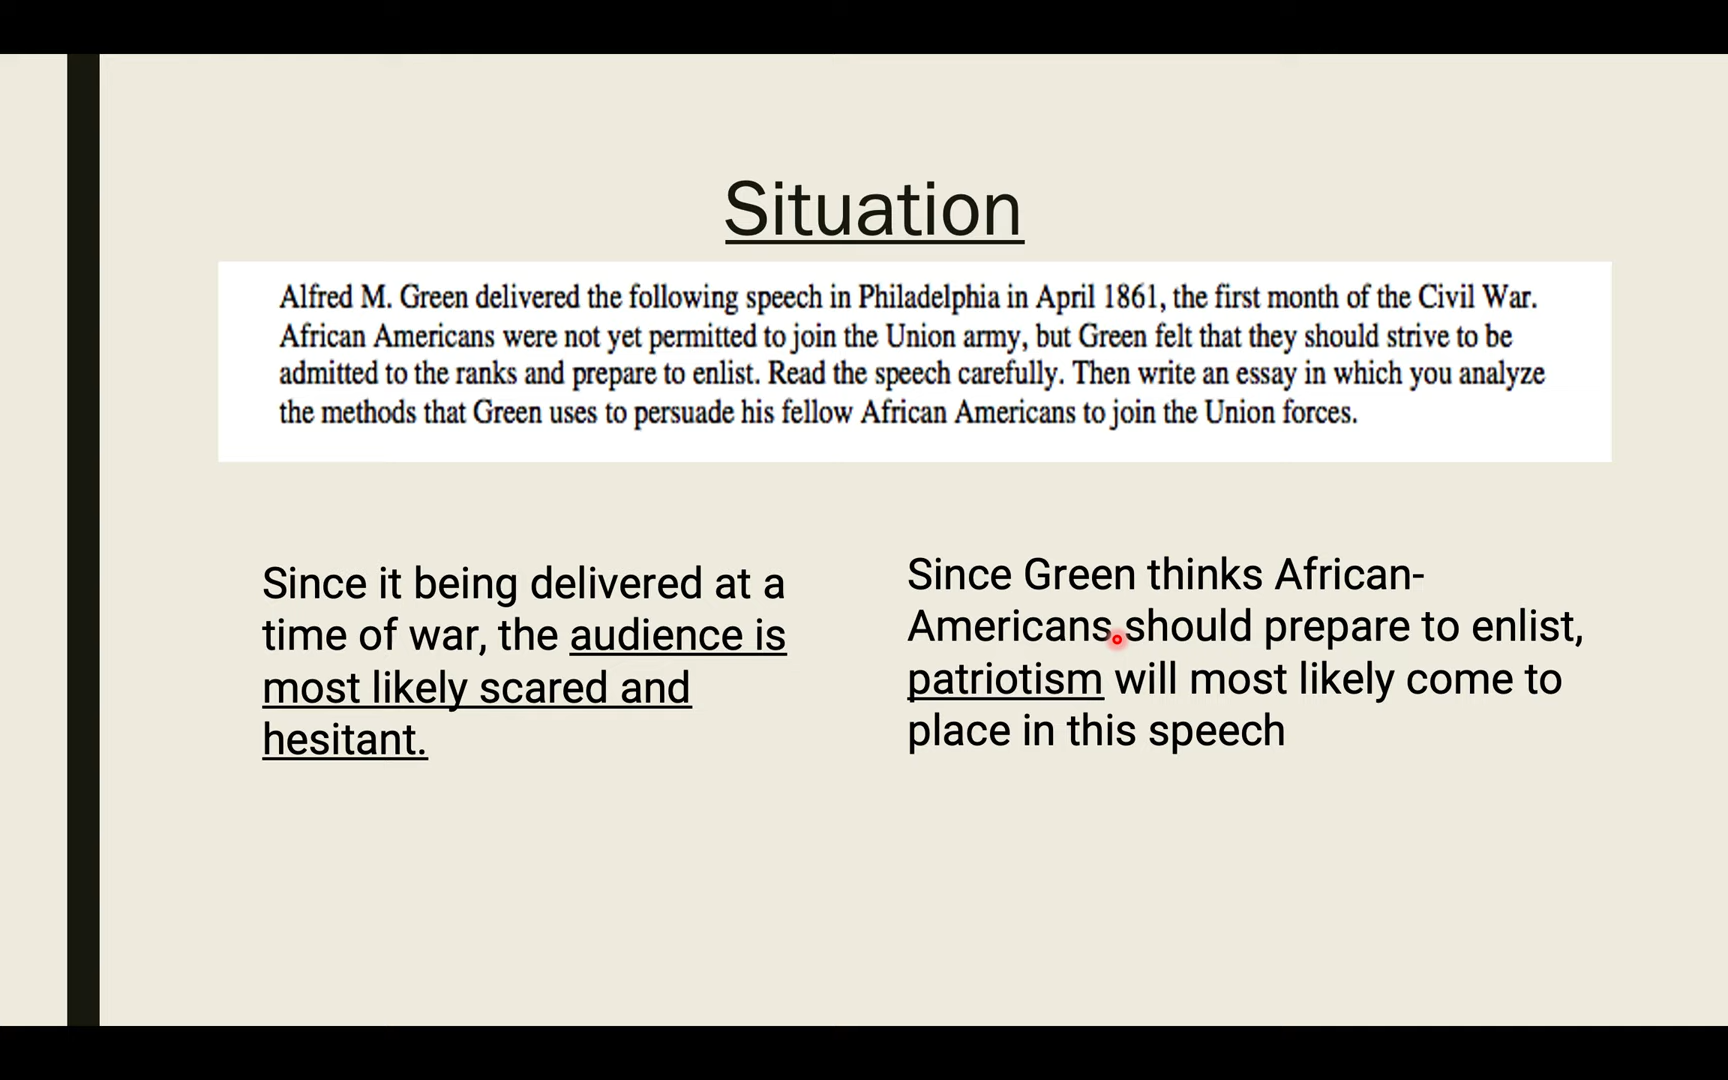 Situation
Alfred M. Green delivered the following speech in Philadelphia in April 1861, the first month of the Civil War.
African Americans were not yet permitted to join the Union army, but Green felt that they should strive to be
admitted to the ranks and prepare to enlist. Read the speech carefully. Then write an essay in which you analyze
the methods that Green uses to persuade his fellow African Americans to join the Union forces.
Since it being delivered at a
time of war, the audience is
most likely scared and
hesitant.
Since Green thinks African-
Americans should prepare to enlist,
patriotism will most likely come to
place in this speech